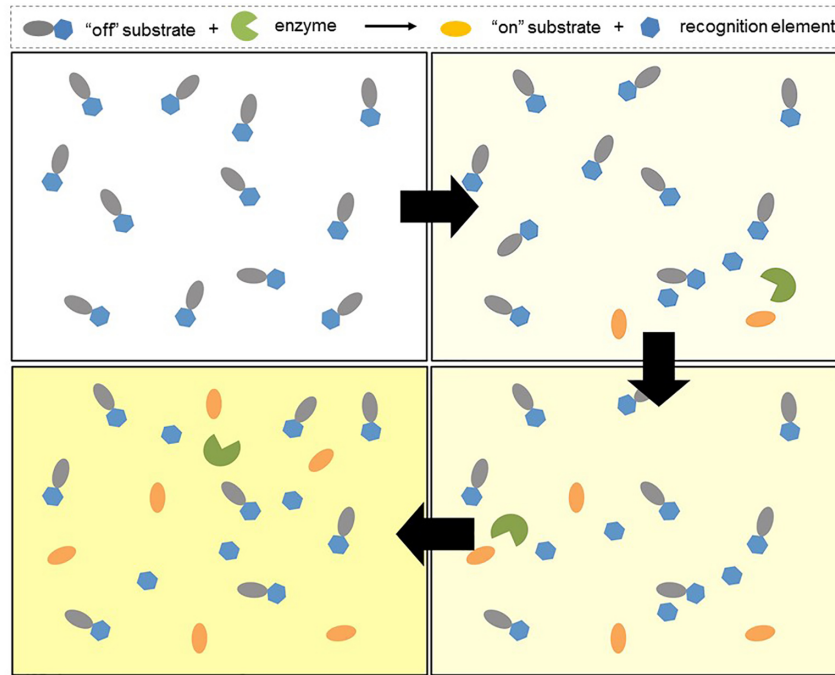 "off" substrate + enzyme "on" substrate + recognition element